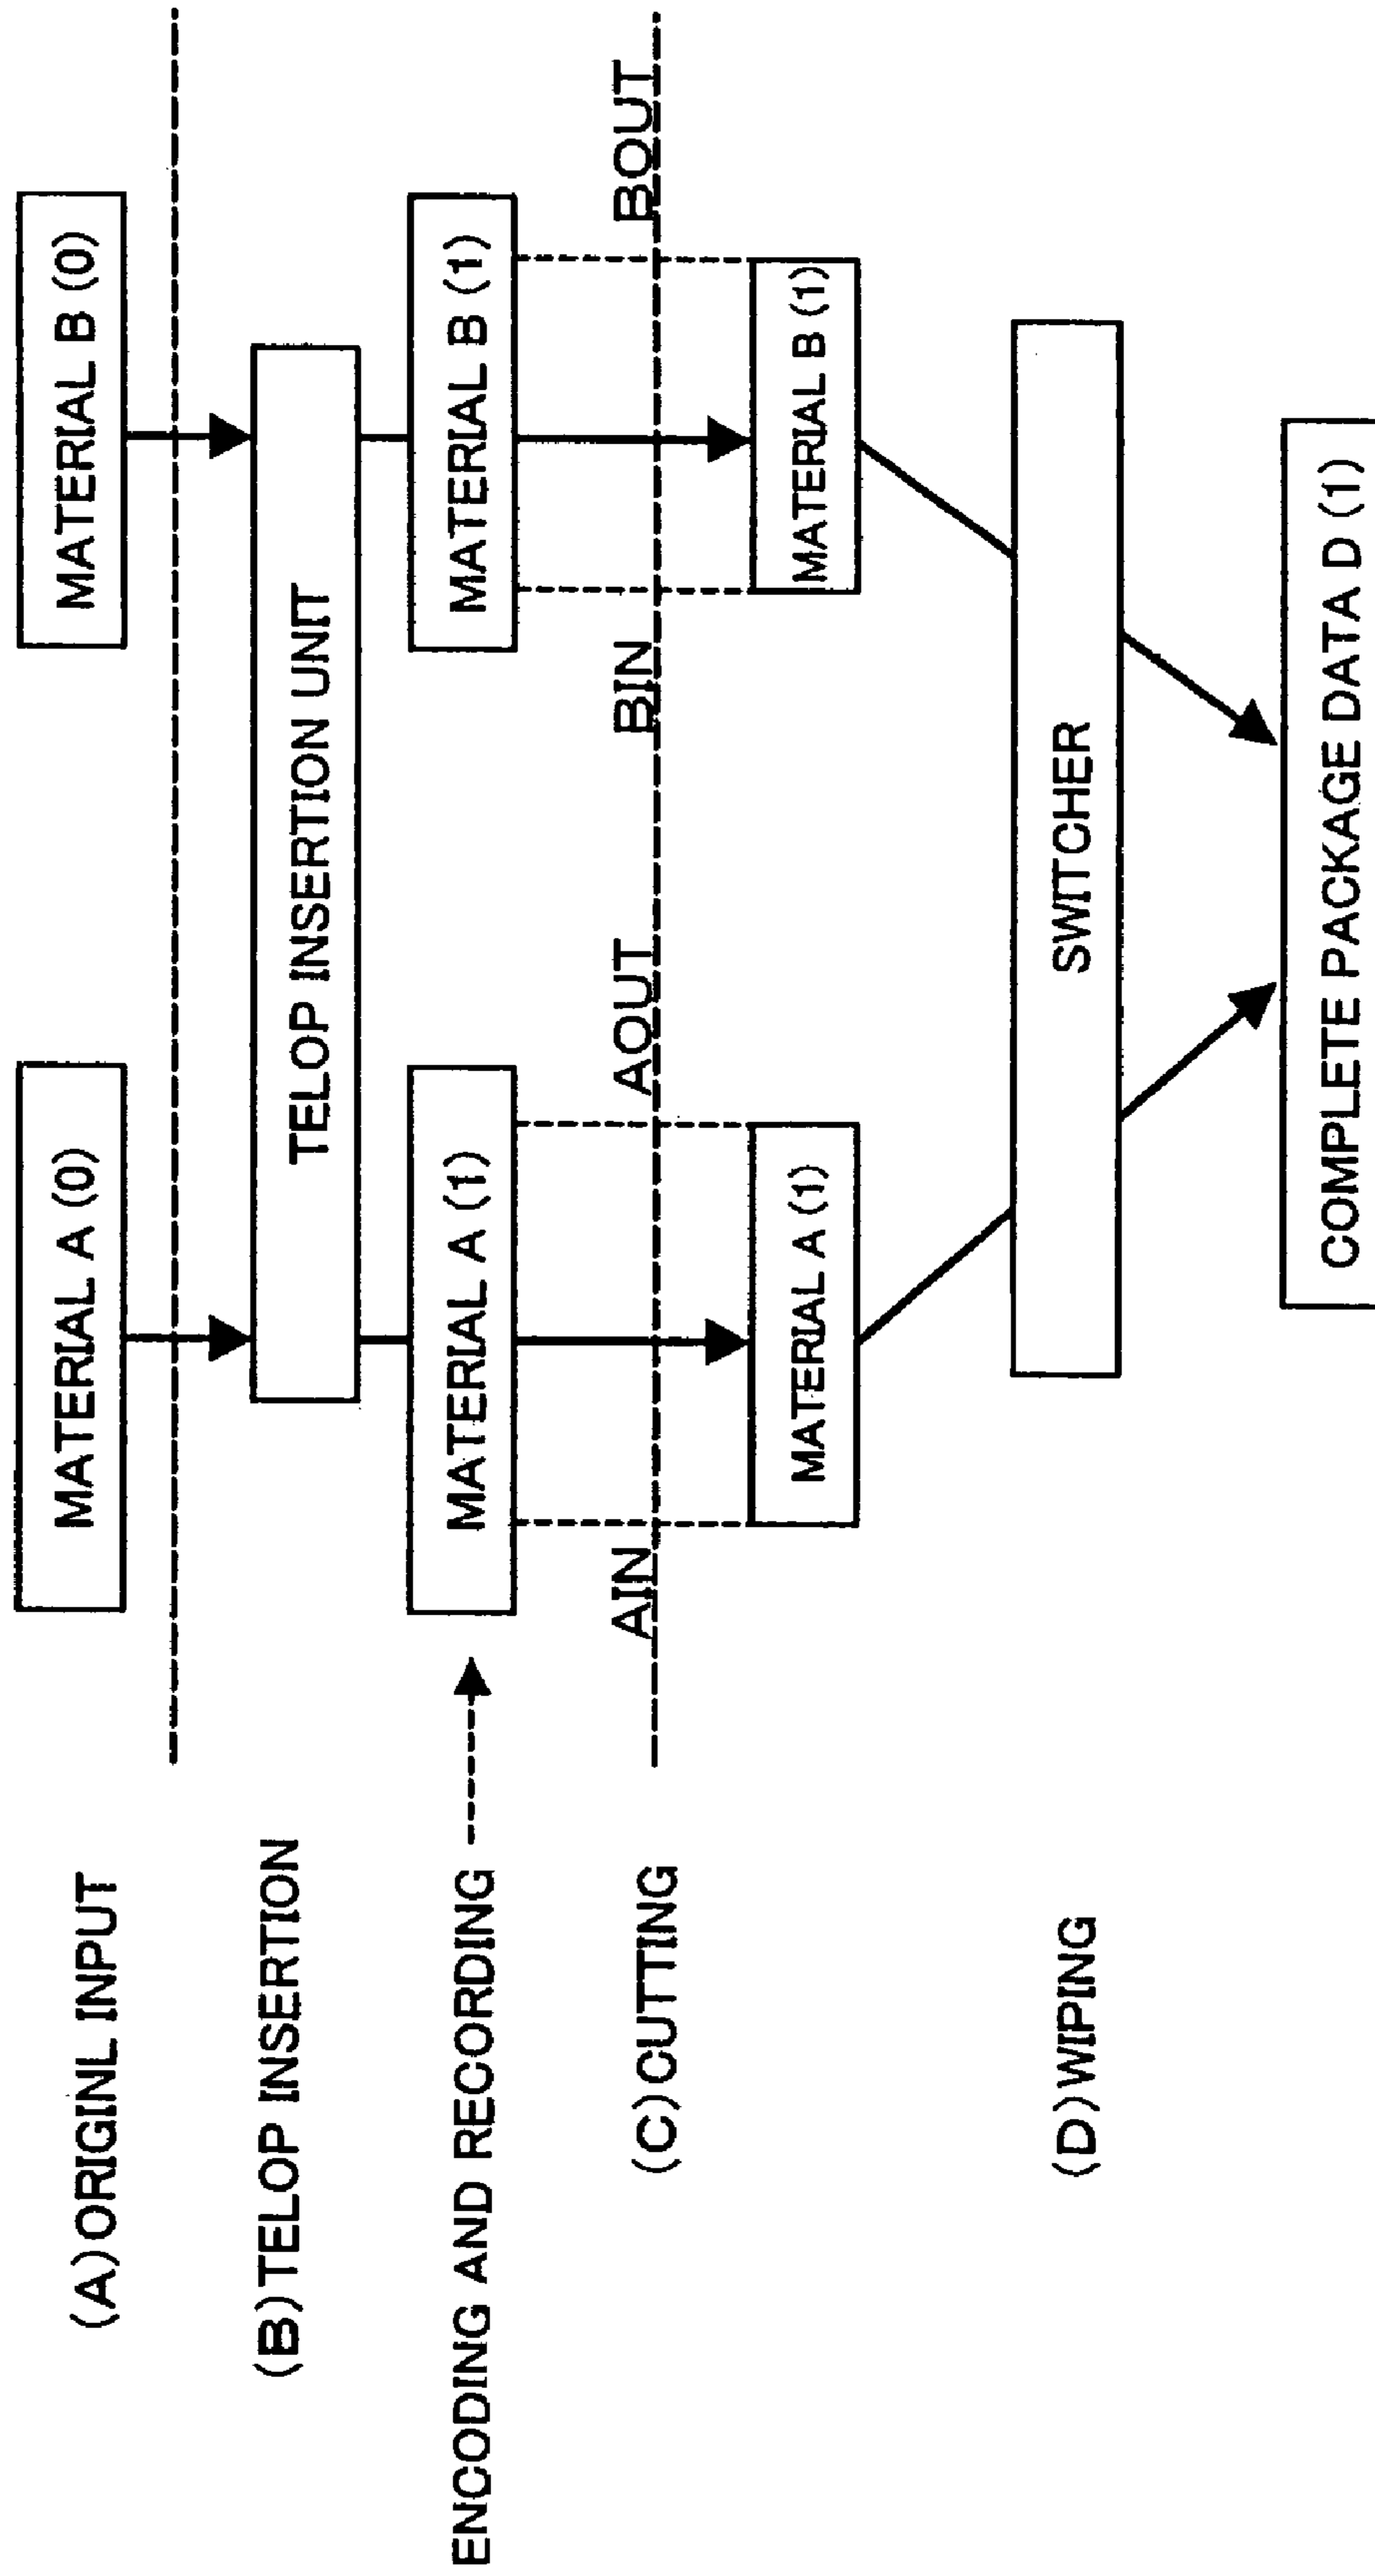 (A)ORIGINL INPUT
MATERIAL A (0)
MATERIAL B (0)
(B)TELOP INSERTION
TELOP INSERTION UNIT
ENCODING AND RECORDING
MATERIAL A (1)
MATERIAL B (1)
(C)CUTTING
AIN
AOUT
BIN
BOUT
MATERIAL A (1)
MATERIAL B (1)
(D)WIPING
SWITCHER
COMPLETE PACKAGE DATA D (1)